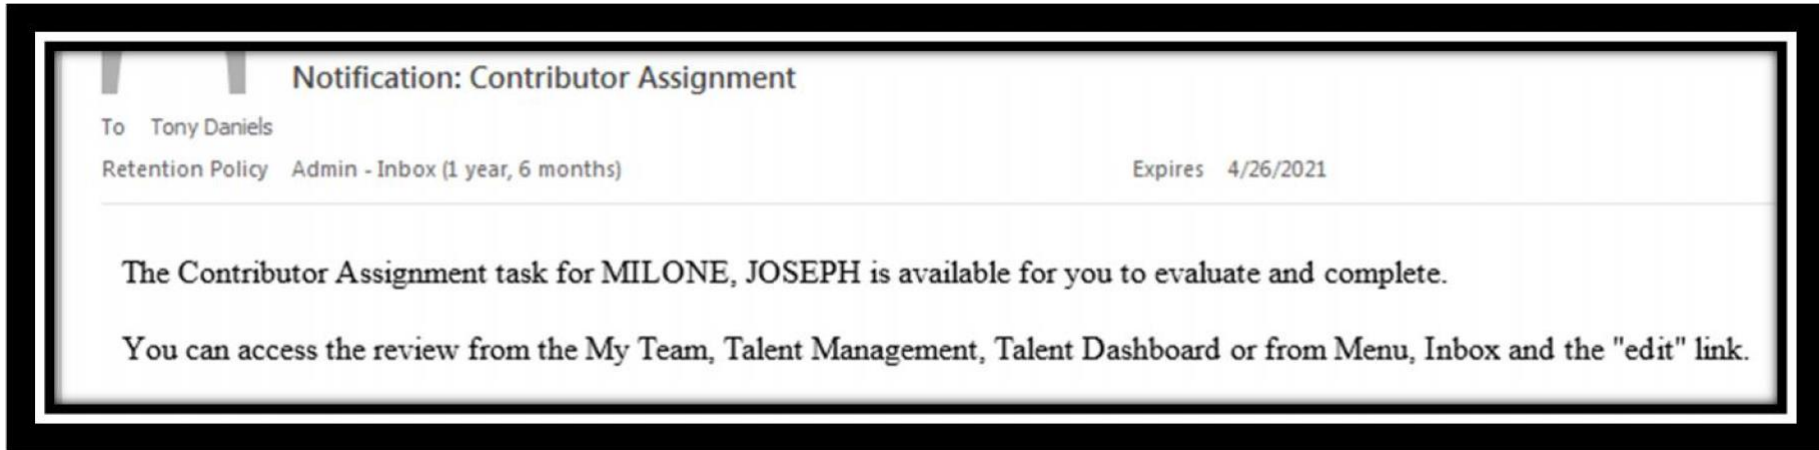 Notification: Contributor Assignment
To Tony Daniels
Retention Policy Admin - Inbox (1 year, 6 months) Expires 4/26/2021
The Contributor Assignment task for MILONE, JOSEPH is available for you to evaluate and complete.
You can access the review from the My Team, Talent Management, Talent Dashboard or from Menu, Inbox and the "edit" link.